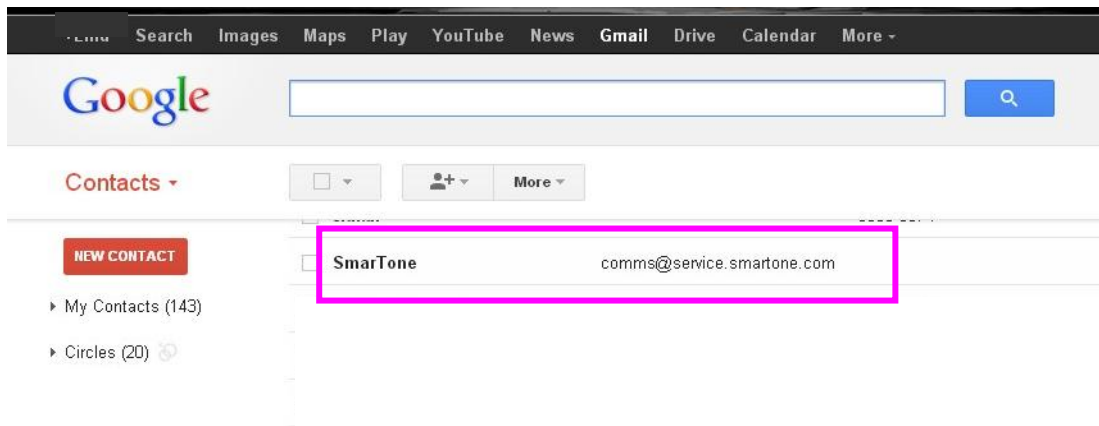 Search Images Maps Play YouTube News Gmail Drive Calendar More
Google
Contacts
More
NEW CONTACT
SmarTone comms@service.smartone.com
My Contacts (143)
Circles (20)